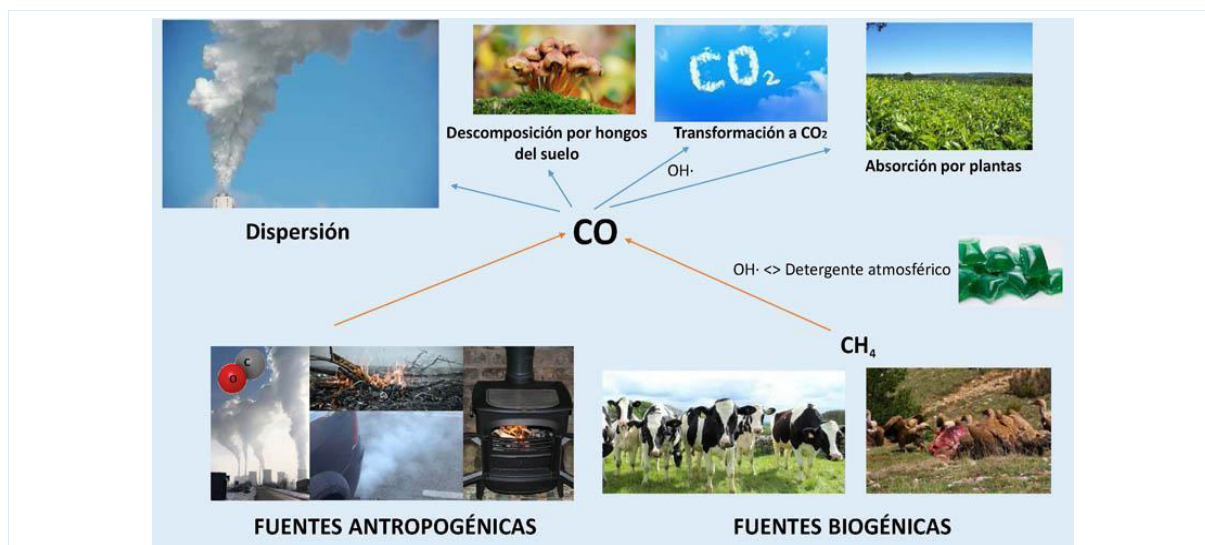 CO₂
Descomposición por hongos
del suelo
Transformación a CO₂
Absorción por plantas
OH·
Dispersión
CO
OH· <> Detergente atmosférico
CH₄
C
O
FUENTES ANTROPOGÉNICAS
FUENTES BIOGÉNICAS